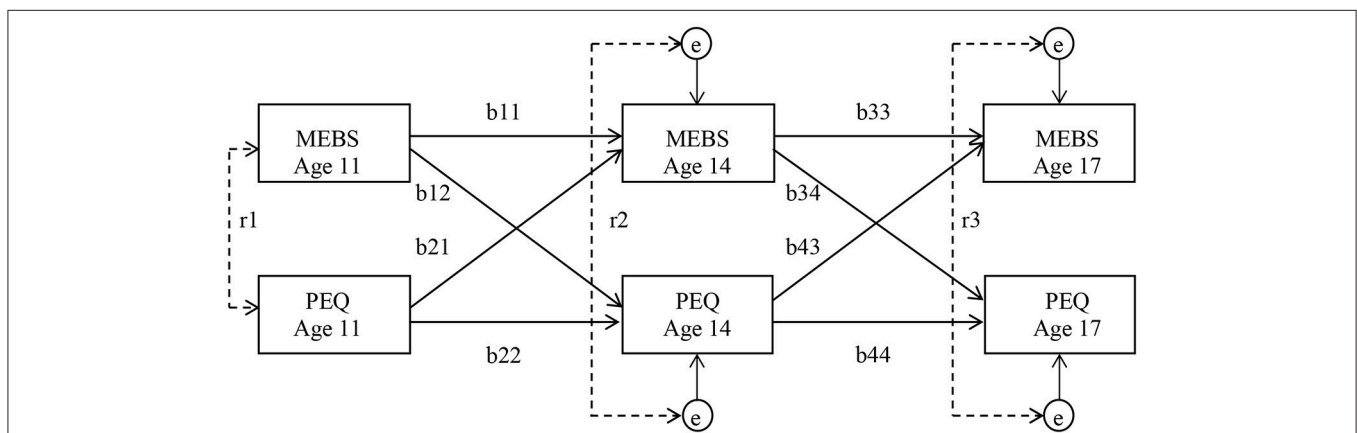 e
e
b11
b33
MEBS
Age 11
MEBS
Age 14
MEBS
Age 17
b12
b34
r1
r2
r3
b21
b43
PEQ
Age 11
PEQ
Age 14
PEQ
Age 17
b22
b44
e
e